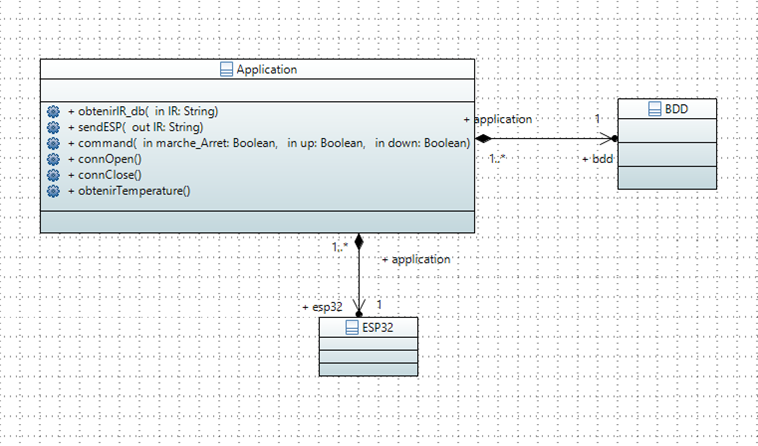 Application
+ obtenirIR_db( in IR: String)
+ sendESP( out IR: String)
+ command( in marche_Arret: Boolean, in up: Boolean, in down: Boolean)
+ connOpen()
+ connClose()
+ obtenirTemperature()
+ application
1
1..*
+ bdd
BDD
1..*
+ application
+ esp32
1
ESP32